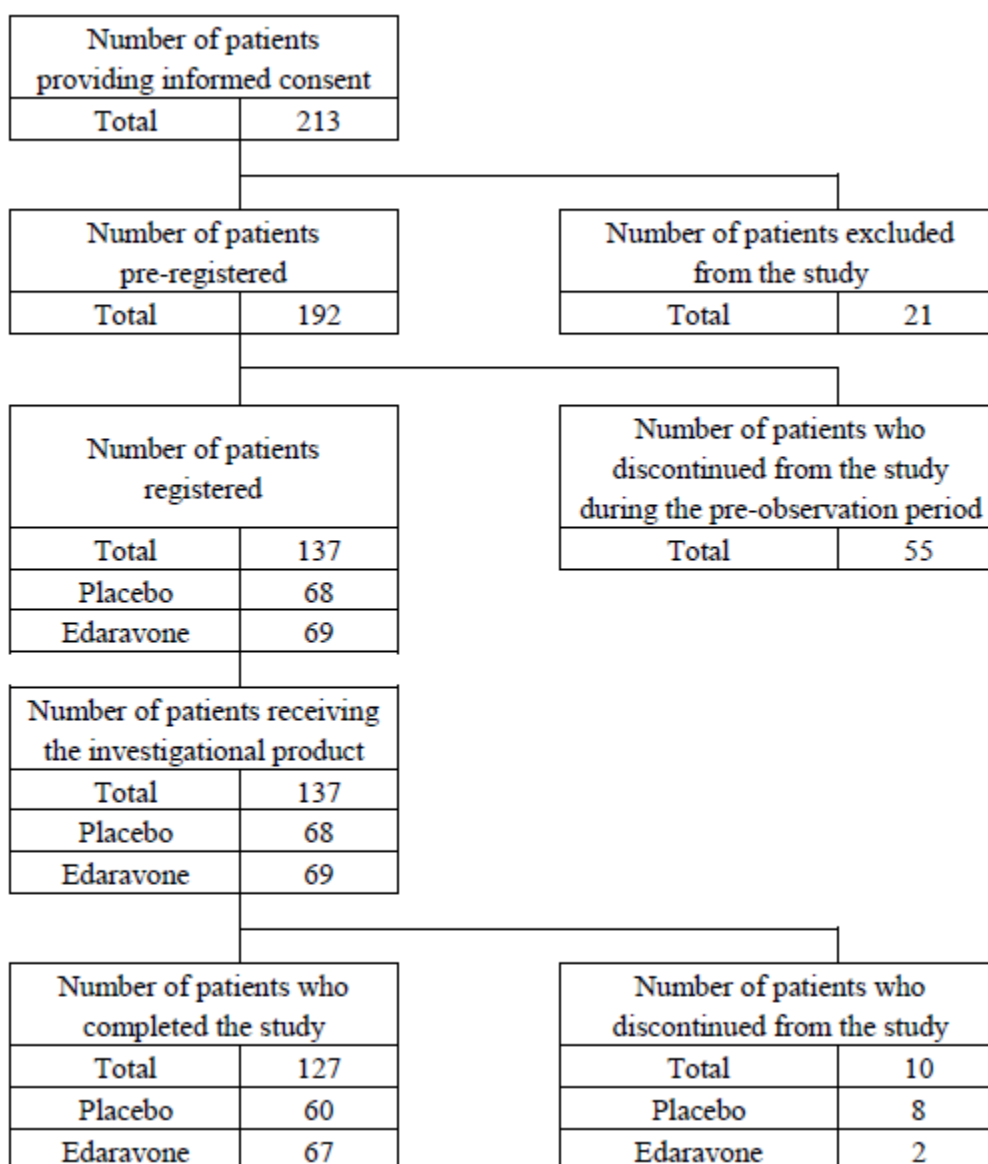 Number of patients
providing informed consent
Total 213
Number of patients
pre-registered
Total 192
Number of patients excluded
from the study
Total 21
Number of patients
registered
Total 137
Placebo 68
Edaravone 69
Number of patients who
discontinued from the study
during the pre-observation period
Total 55
Number of patients receiving
the investigational product
Total 137
Placebo 68
Edaravone 69
Number of patients who
completed the study
Total 127
Placebo 60
Edaravone 67
Number of patients who
discontinued from the study
Total 10
Placebo 8
Edaravone 2